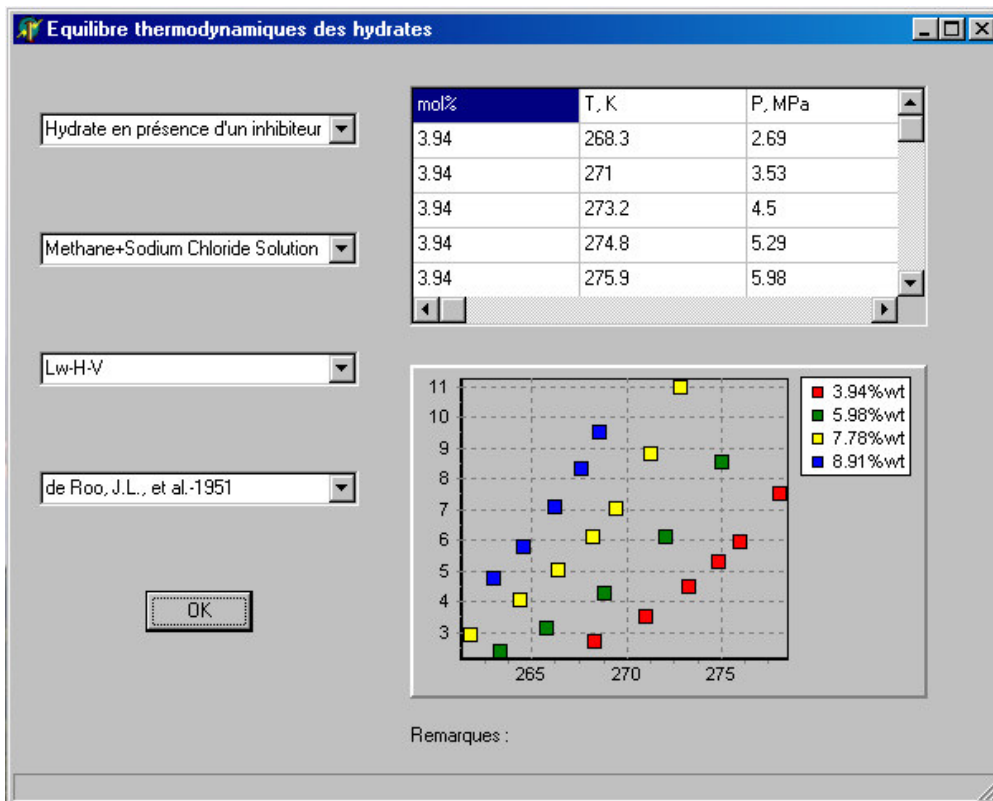 Equilibre thermodynamiques des hydrates
Hydrate en présence d'un inhibiteur
Methane+Sodium Chloride Solution
Lw-H-V
de Roo, J.L., et al.-1951
OK
mol% T, K P, MPa
3.94 268.3 2.69
3.94 271 3.53
3.94 273.2 4.5
3.94 274.8 5.29
3.94 275.9 5.98
11
10
9
8
7
6
5
4
3
265 270 275
3.94%wt
5.98%wt
7.78%wt
8.91%wt
Remarques :